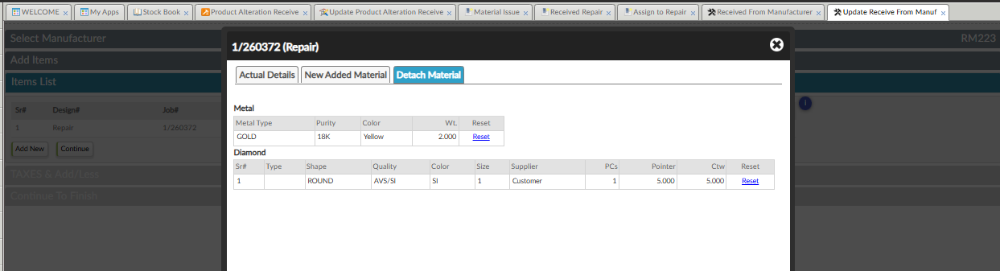 WELCOME x My Apps x Stock Book x Product Alteration Receive x Update Product Alteration Receive x Material Issue x Received Repair x Assign to Repair x Received From Manufacturer x Update Receive From Manuf x
Select Manufacturer RM223
1/260372 (Repair)
Add Items
Items List
Actual Details New Added Material Detach Material
Sr# Design# Job#
1 Repair 1/260372
Add New Continue
TAXES & Add/Less
Continue To Finish
Metal
Metal Type Purity Color Wt. Reset
GOLD 18K Yellow 2.000 Reset
Diamond
Sr# Type Shape Quality Color Size Supplier PCs Pointer Ctw Reset
1 ROUND AVS/SI SI 1 Customer 1 5.000 5.000 Reset